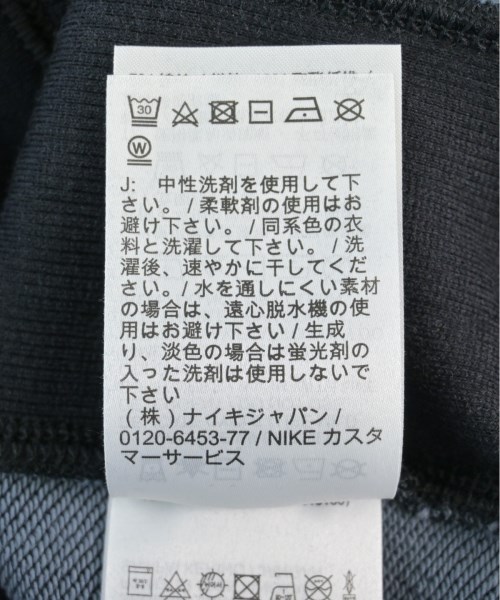 30
W
J: 中性洗剤を使用して下
さい。 / 柔軟剤の使用はお
避け下さい。 / 同系色の衣
料と洗濯して下さい。 / 洗
濯後、速やかに干してくだ
さい。/ 水を通しにくい素材
の場合は、遠心脱水機の使
用はお避け下さい / 生成
り、淡色の場合は蛍光剤の
入った洗剤は使用しないで
下さい
(株) ナイキジャパン /
0120-6453-77 / NIKE カスタ
マーサービス